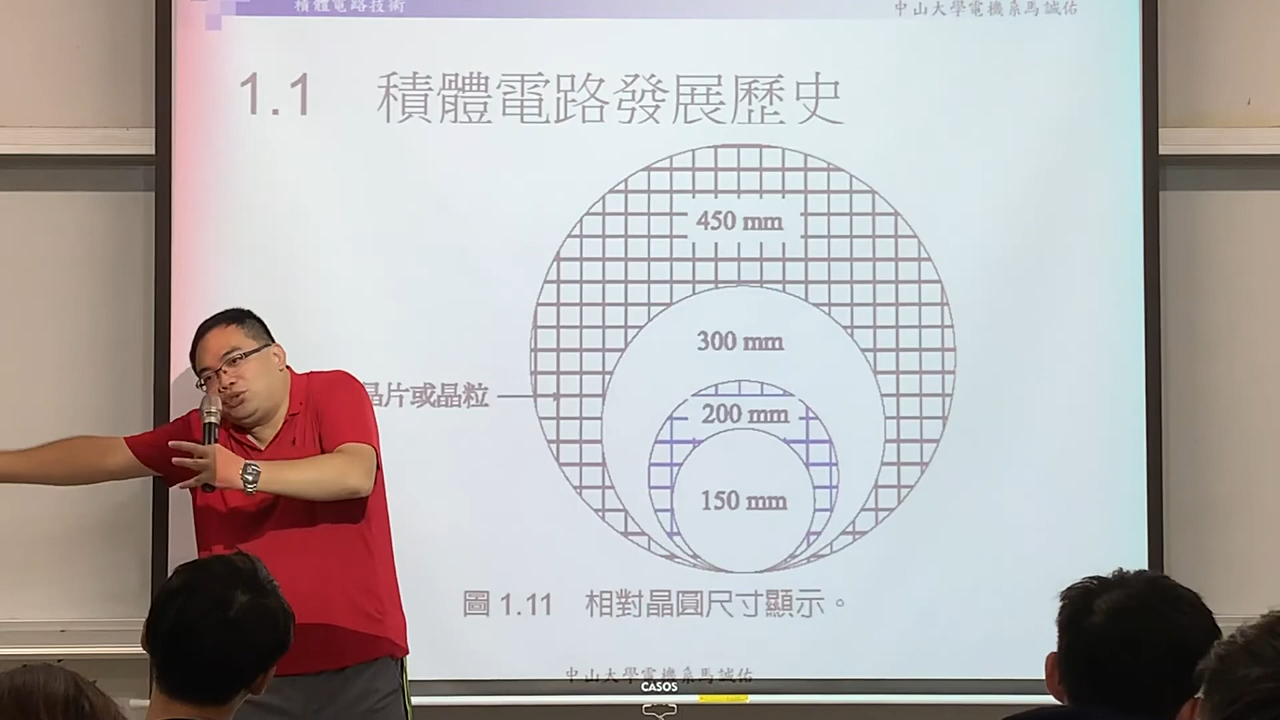 積體電路技術
中山大學電機系馬誠佑
1.1 積體電路發展歷史
450 mm
300 mm
晶片或晶粒
200 mm
150 mm
圖 1.11 相對晶圓尺寸顯示。
中山大學電機系馬誠佑
CASOS